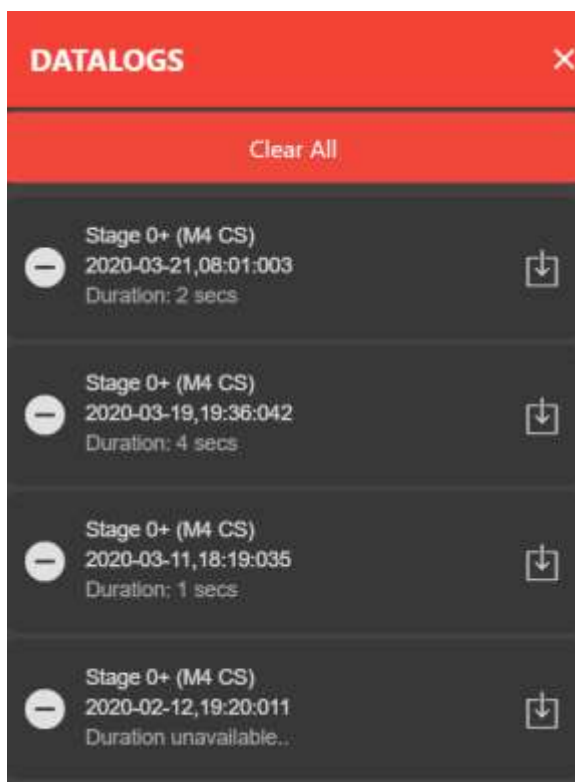 DATALOGS
Clear All
Stage 0+ (M4 CS)
2020-03-21,08:01:003
Duration: 2 secs
Stage 0+ (M4 CS)
2020-03-19,19:36:042
Duration: 4 secs
Stage 0+ (M4 CS)
2020-03-11,18:19:035
Duration: 1 secs
Stage 0+ (M4 CS)
2020-02-12,19:20:011
Duration unavailable..